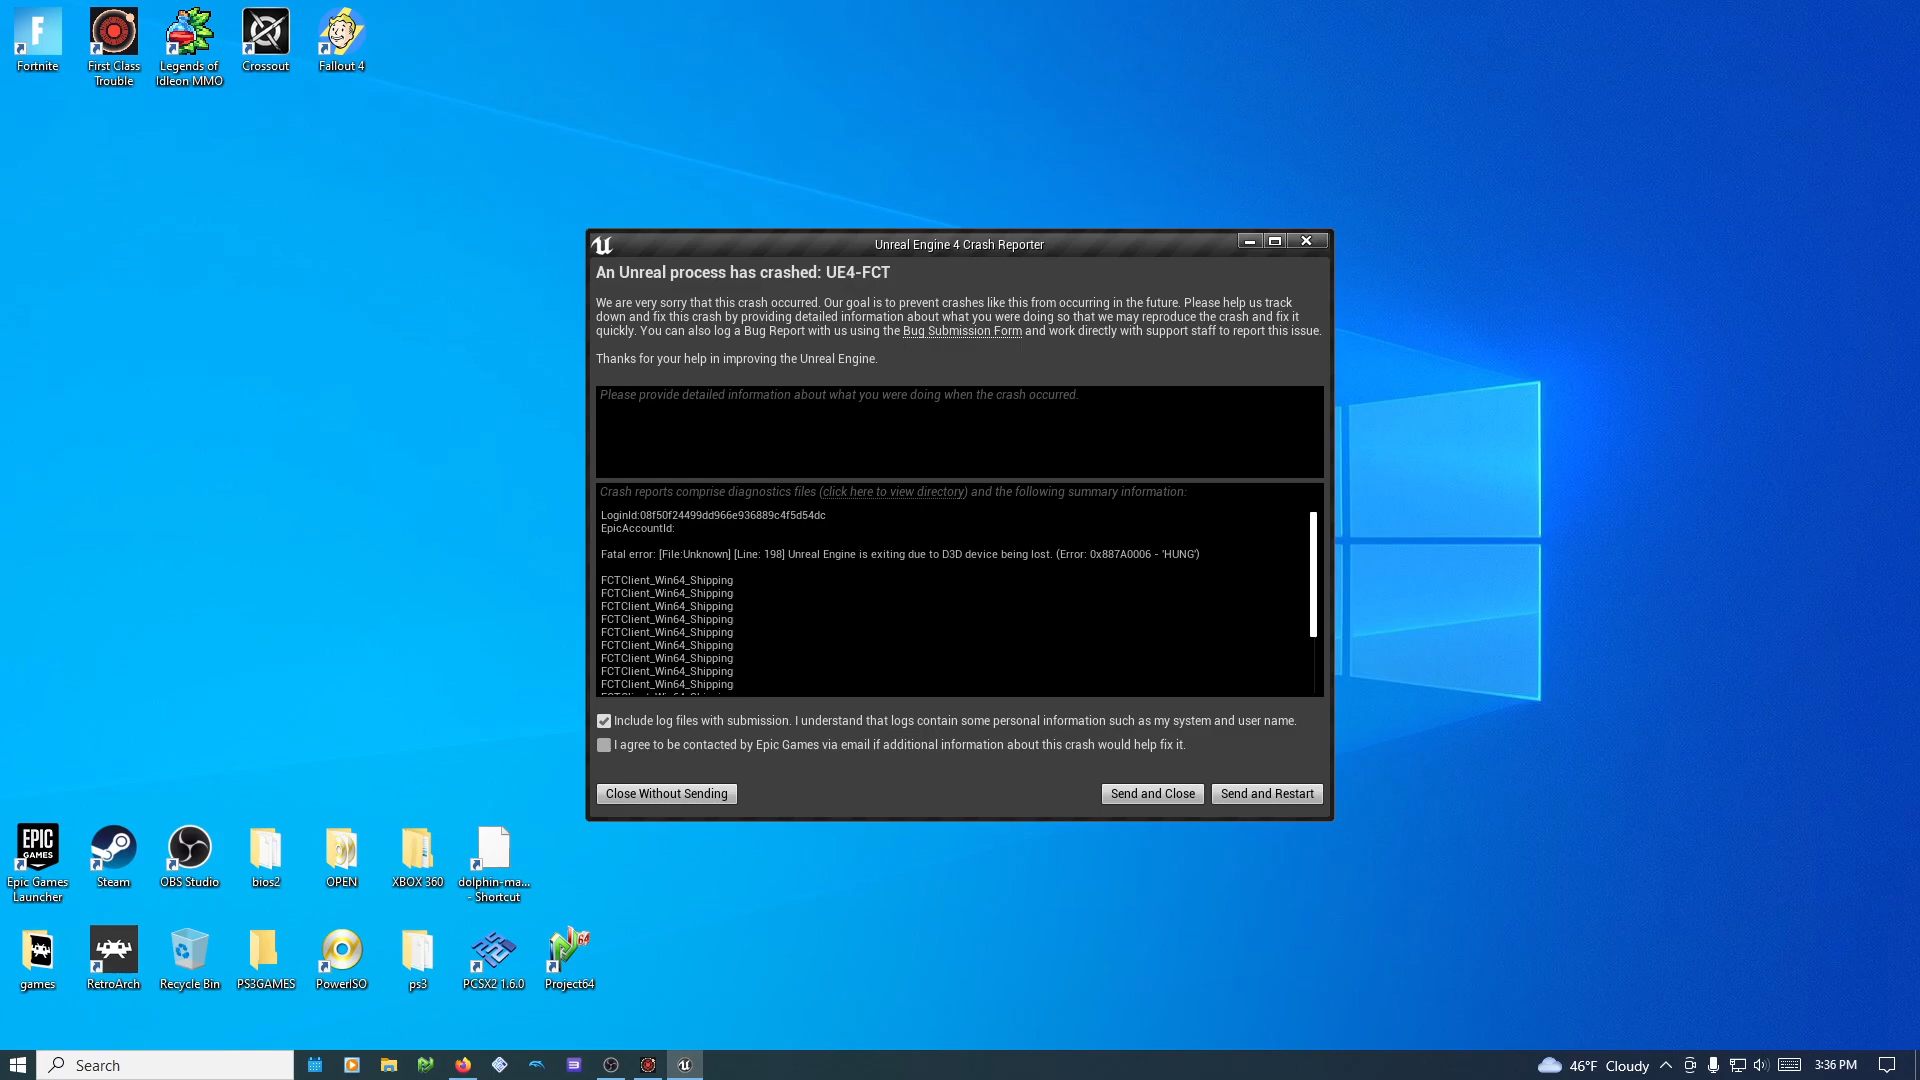 Fortnite
First Class
Trouble
Legends of
Idleon MMO
Crossout
Fallout 4
Unreal Engine 4 Crash Reporter
An Unreal process has crashed: UE4-FCT
We are very sorry that this crash occurred. Our goal is to prevent crashes like this from occurring in the future. Please help us track
down and fix this crash by providing detailed information about what you were doing so that we may reproduce the crash and fix it
quickly. You can also log a Bug Report with us using the Bug Submission Form and work directly with support staff to report this issue.
Thanks for your help in improving the Unreal Engine.
Please provide detailed information about what you were doing when the crash occurred.
Crash reports comprise diagnostics files (click here to view directory) and the following summary information:
LoginId:08f50f24499dd966e936889c4f5d54dc
EpicAccountId:
Fatal error: [File:Unknown] [Line: 198] Unreal Engine is exiting due to D3D device being lost. (Error: 0x887A0006 - 'HUNG')
FCTClient_Win64_Shipping
FCTClient_Win64_Shipping
FCTClient_Win64_Shipping
FCTClient_Win64_Shipping
FCTClient_Win64_Shipping
FCTClient_Win64_Shipping
FCTClient_Win64_Shipping
FCTClient_Win64_Shipping
FCTClient_Win64_Shipping
Include log files with submission. I understand that logs contain some personal information such as my system and user name.
I agree to be contacted by Epic Games via email if additional information about this crash would help fix it.
Close Without Sending
Send and Close
Send and Restart
EPIC
GAMES
Epic Games
Launcher
Steam
OBS Studio
bios2
OPEN
XBOX 360
dolphin-ma...
- Shortcut
64
games
RetroArch
Recycle Bin
PS3GAMES
PowerISO
ps3
PCSX2 1.6.0
Project64
Search
46°F Cloudy
3:36 PM